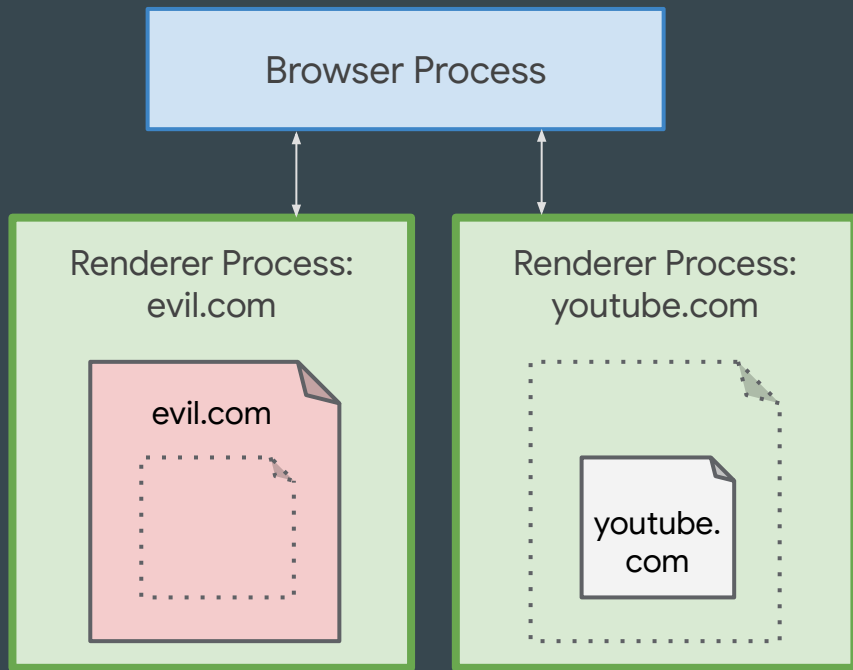 Browser Process
Renderer Process:
evil.com
evil.com
Renderer Process:
youtube.com
youtube.
com